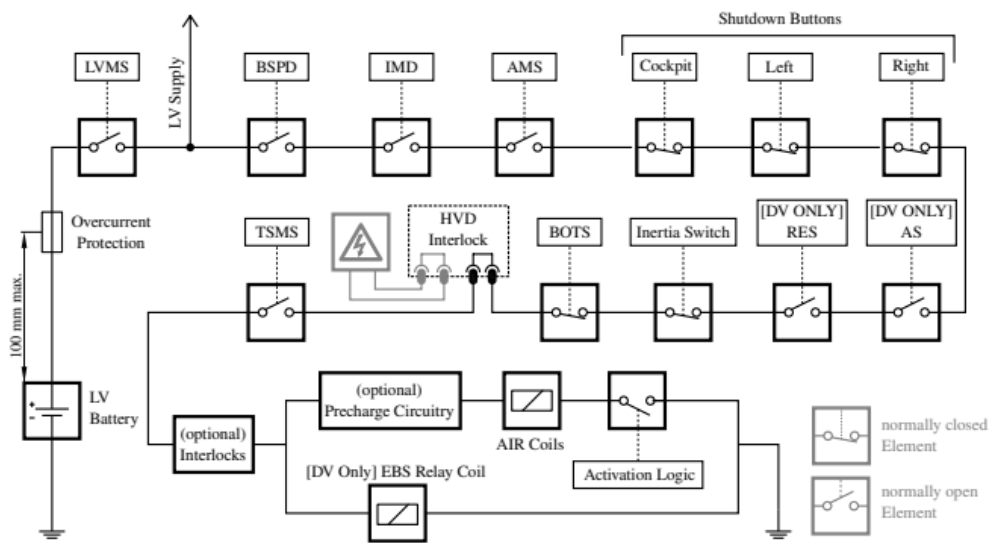 Shutdown Buttons
LVMS
LV Supply
BSPD
IMD
AMS
Cockpit
Left
Right
Overcurrent
Protection
100 mm max.
TSMS
HVD
Interlock
BOTS
Inertia Switch
[DV ONLY]
RES
[DV ONLY]
AS
+
-
LV
Battery
(optional)
Interlocks
(optional)
Precharge Circuitry
AIR Coils
Activation Logic
[DV Only] EBS Relay Coil
normally closed
Element
normally open
Element